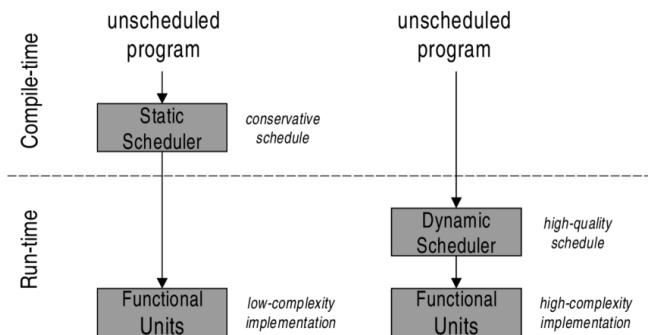 unscheduled
program
unscheduled
program
Compile-time
Static
Scheduler
conservative
schedule
Run-time
Dynamic
Scheduler
high-quality
schedule
Functional
Units
low-complexity
implementation
Functional
Units
high-complexity
implementation